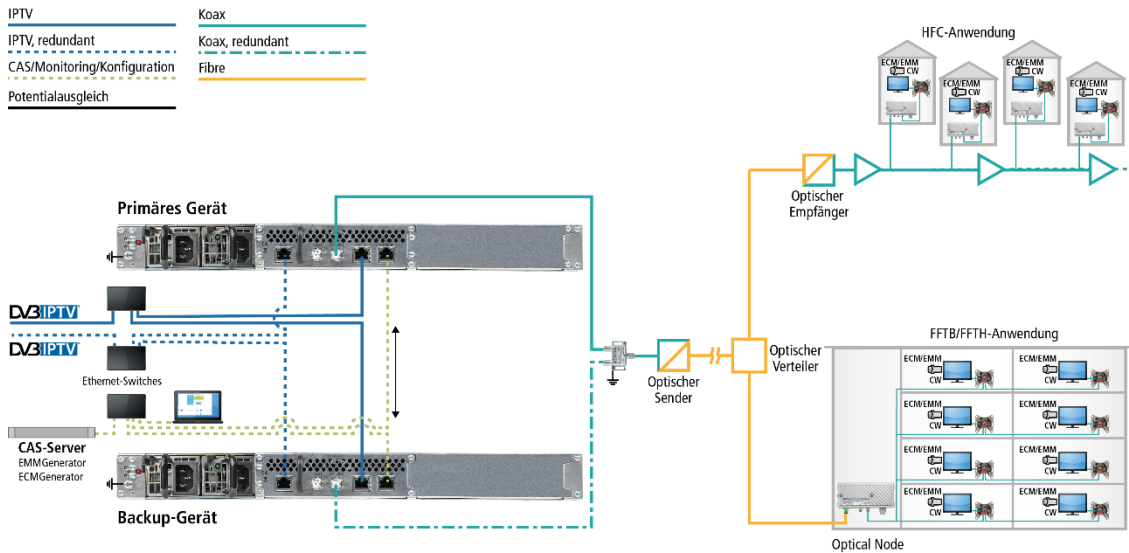 IPTV
IPTV, redundant
CAS/Monitoring/Konfiguration
Potentialausgleich
Koax
Koax, redundant
Fibre
HFC-Anwendung
ECM/EMM
CW
ECM/EMM
CW
ECM/EMM
CW
ECM/EMM
CW
Optischer
Empfänger
Primäres Gerät
DVB IPTV
DVB IPTV
Ethernet-Switches
CAS-Server
EMMGenerator
ECMGenerator
Backup-Gerät
Optischer
Sender
Optischer
Verteiler
FFTB/FFTH-Anwendung
ECM/EMM
CW
ECM/EMM
CW
ECM/EMM
CW
ECM/EMM
CW
ECM/EMM
CW
ECM/EMM
CW
ECM/EMM
CW
ECM/EMM
CW
Optical Node